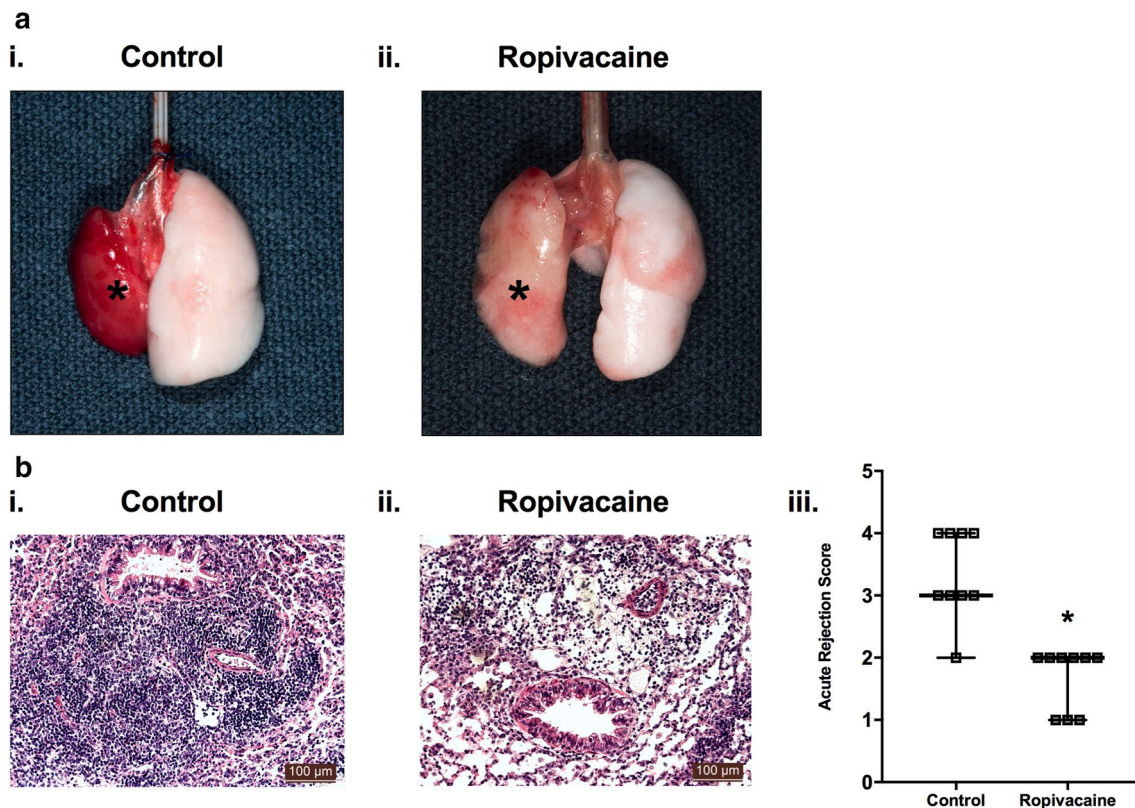 a
i. Control ii. Ropivacaine
*
*
b
i. Control ii. Ropivacaine iii.
100 µm
100 µm
Acute Rejection Score
5
4
3
2
1
0
*
Control Ropivacaine